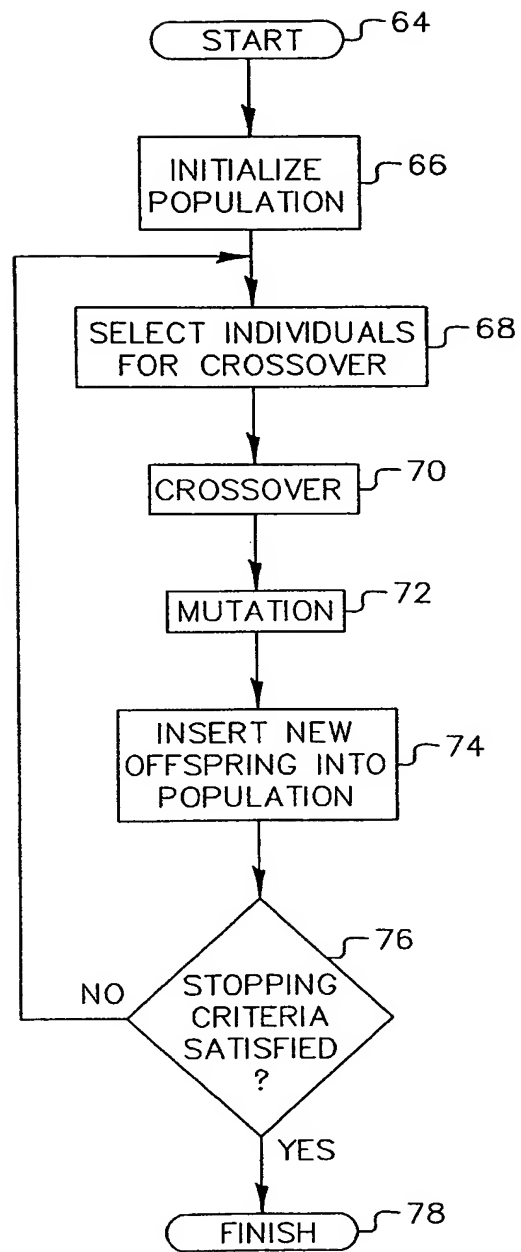 START
64
INITIALIZE
POPULATION
66
SELECT INDIVIDUALS
FOR CROSSOVER
68
CROSSOVER
70
MUTATION
72
INSERT NEW
OFFSPRING INTO
POPULATION
74
76
NO
STOPPING
CRITERIA
SATISFIED
?
YES
FINISH
78